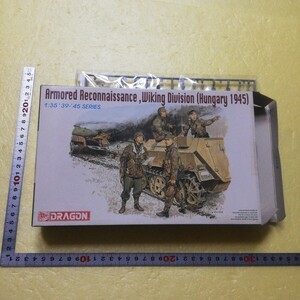 Armored Reconnaissance ,Wiking Division (Hungary 1945)
1:35 '39-'45 SERIES
DRAGON